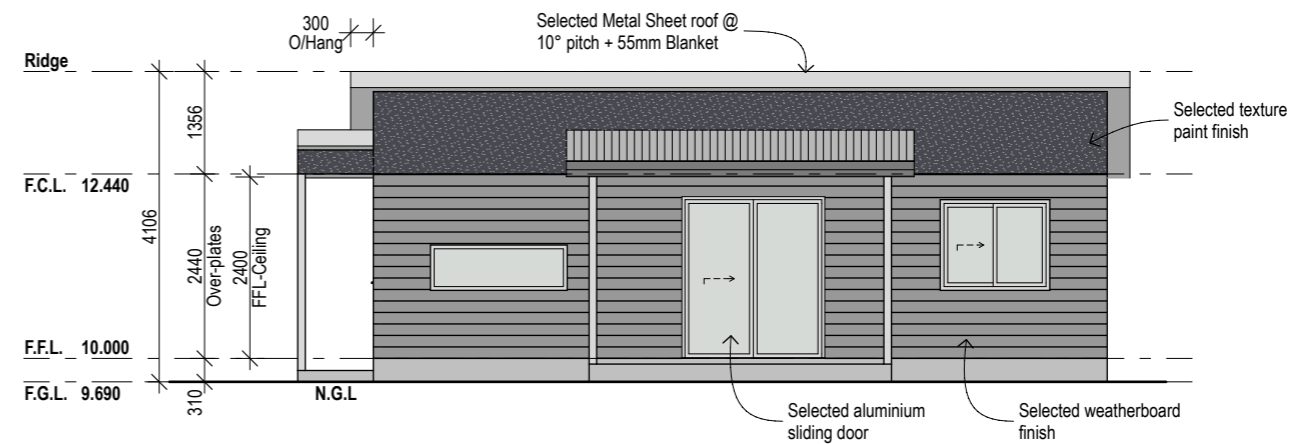 300
O/Hang
Selected Metal Sheet roof @
10° pitch + 55mm Blanket
Ridge
1356
Selected texture
paint finish
F.C.L. 12.440
4106
2440
Over-plates
2400
FFL-Ceiling
F.F.L. 10.000
F.G.L. 9.690
310
N.G.L
Selected aluminium
sliding door
Selected weatherboard
finish